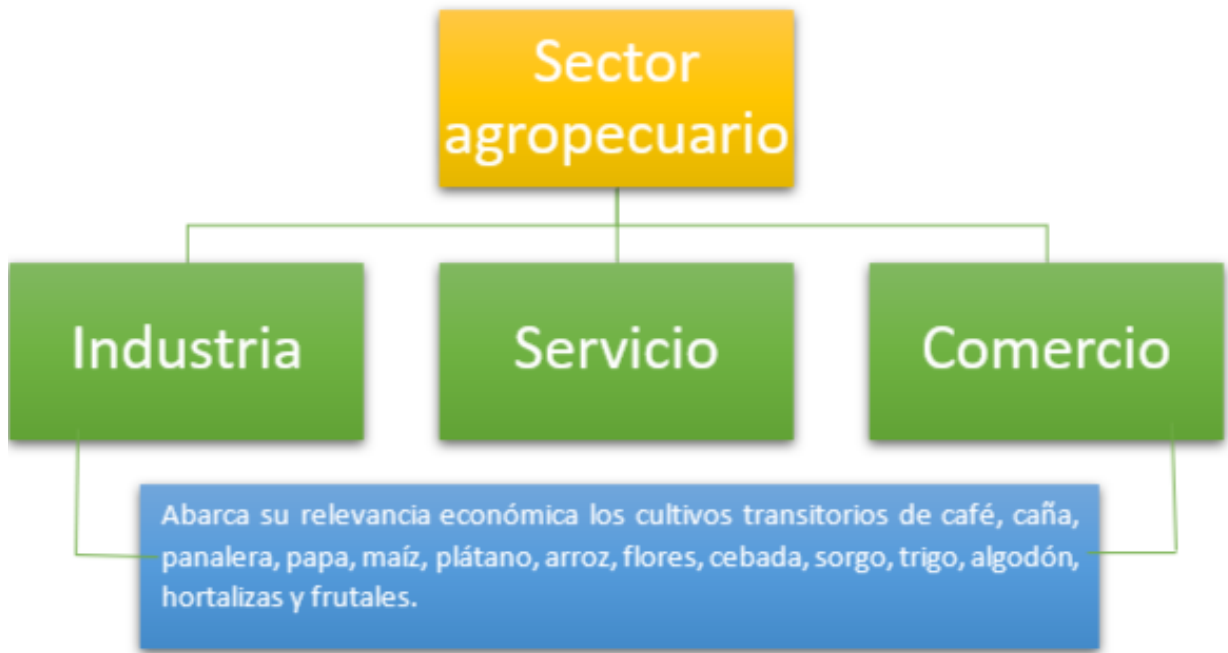 Sector
agropecuario
Industria
Servicio
Comercio
Abarca su relevancia económica los cultivos transitorios de café, caña,
panalera, papa, maíz, plátano, arroz, flores, cebada, sorgo, trigo, algodón,
hortalizas y frutales.